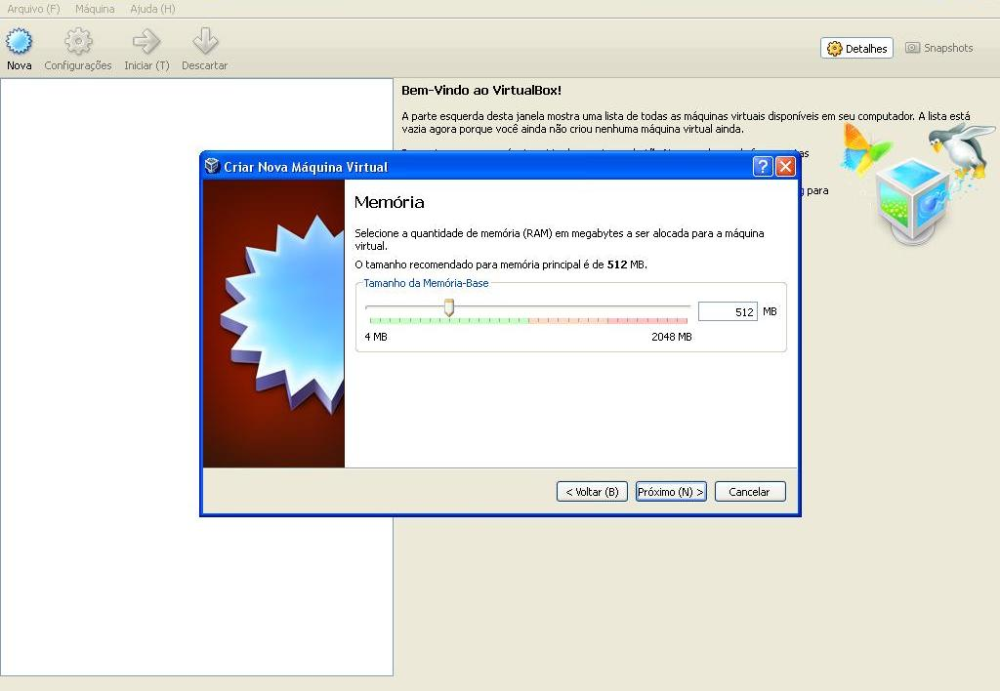 Arquivo (F) Máquina Ajuda (H)
Nova Configurações Iniciar (T) Descartar
Detalhes Snapshots
Bem-Vindo ao VirtualBox!
A parte esquerda desta janela mostra uma lista de todas as máquinas virtuais disponíveis em seu computador. A lista está
vazia agora porque você ainda não criou nenhuma máquina virtual ainda.
para
Criar Nova Máquina Virtual
Memória
Selecione a quantidade de memória (RAM) em megabytes a ser alocada para a máquina
virtual.
O tamanho recomendado para memória principal é de 512 MB.
Tamanho da Memória-Base
512 MB
4 MB 2048 MB
< Voltar (B) Próximo (N) > Cancelar